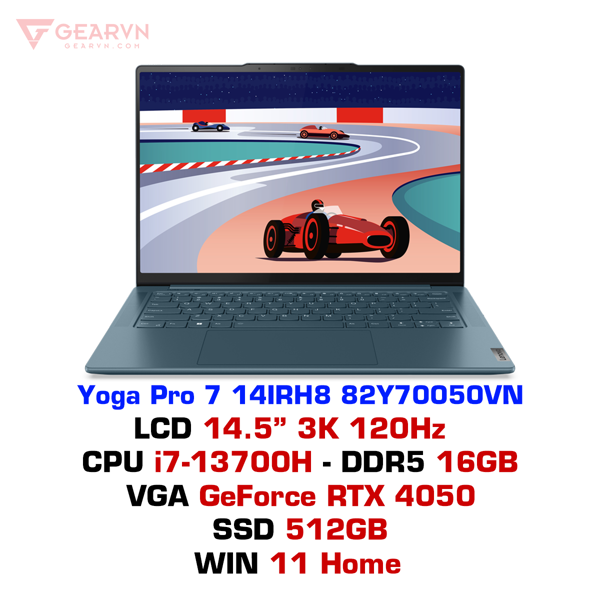 GEARVN
GEARVN.COM
Yoga Pro 7 14IRH8 82Y70050VN
LCD 14.5” 3K 120Hz
CPU i7-13700H - DDR5 16GB
VGA GeForce RTX 4050
SSD 512GB
WIN 11 Home